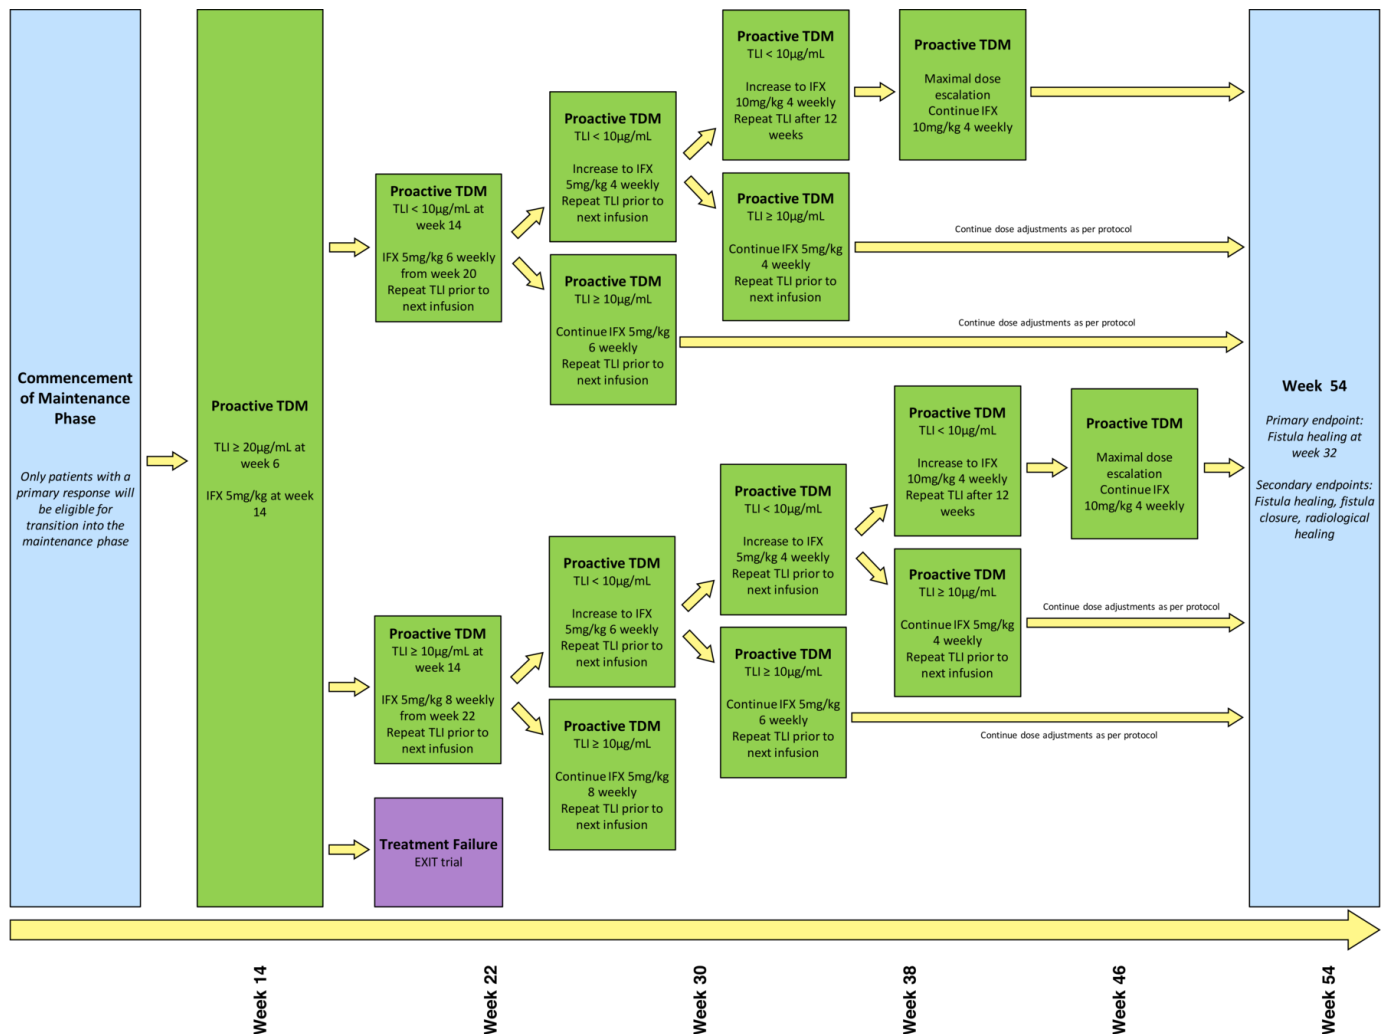 Commencement
of Maintenance
Phase
Only patients with a
primary response will
be eligible for
transition into the
maintenance phase
Proactive TDM
TLI ≥ 20µg/mL at
week 6
IFX 5mg/kg at week
14
Proactive TDM
TLI < 10µg/mL at
week 14
IFX 5mg/kg 6 weekly
from week 20
Repeat TLI prior to
next infusion
Proactive TDM
TLI < 10µg/mL
Increase to IFX
5mg/kg 4 weekly
Repeat TLI prior to
next infusion
Proactive TDM
TLI ≥ 10µg/mL
Continue IFX 5mg/kg
6 weekly
Repeat TLI prior to
next infusion
Proactive TDM
TLI < 10µg/mL
Increase to IFX
10mg/kg 4 weekly
Repeat TLI after 12
weeks
Proactive TDM
TLI ≥ 10µg/mL
Continue IFX 5mg/kg
4 weekly
Repeat TLI prior to
next infusion
Proactive TDM
Maximal dose
escalation
Continue IFX
10mg/kg 4 weekly
Continue dose adjustments as per protocol
Continue dose adjustments as per protocol
Proactive TDM
TLI ≥ 10µg/mL at
week 14
IFX 5mg/kg 8 weekly
from week 22
Repeat TLI prior to
next infusion
Proactive TDM
TLI < 10µg/mL
Increase to IFX
5mg/kg 6 weekly
Repeat TLI prior to
next infusion
Proactive TDM
TLI ≥ 10µg/mL
Continue IFX 5mg/kg
8 weekly
Repeat TLI prior to
next infusion
Proactive TDM
TLI < 10µg/mL
Increase to IFX
5mg/kg 4 weekly
Repeat TLI prior to
next infusion
Proactive TDM
TLI ≥ 10µg/mL
Continue IFX 5mg/kg
6 weekly
Repeat TLI prior to
next infusion
Proactive TDM
TLI < 10µg/mL
Increase to IFX
10mg/kg 4 weekly
Repeat TLI after 12
weeks
Proactive TDM
TLI ≥ 10µg/mL
Continue IFX 5mg/kg
4 weekly
Repeat TLI prior to
next infusion
Proactive TDM
Maximal dose
escalation
Continue IFX
10mg/kg 4 weekly
Continue dose adjustments as per protocol
Continue dose adjustments as per protocol
Treatment Failure
EXIT trial
Week 54
Primary endpoint:
Fistula healing at
week 32
Secondary endpoints:
Fistula healing, fistula
closure, radiological
healing
Week 14
Week 22
Week 30
Week 38
Week 46
Week 54